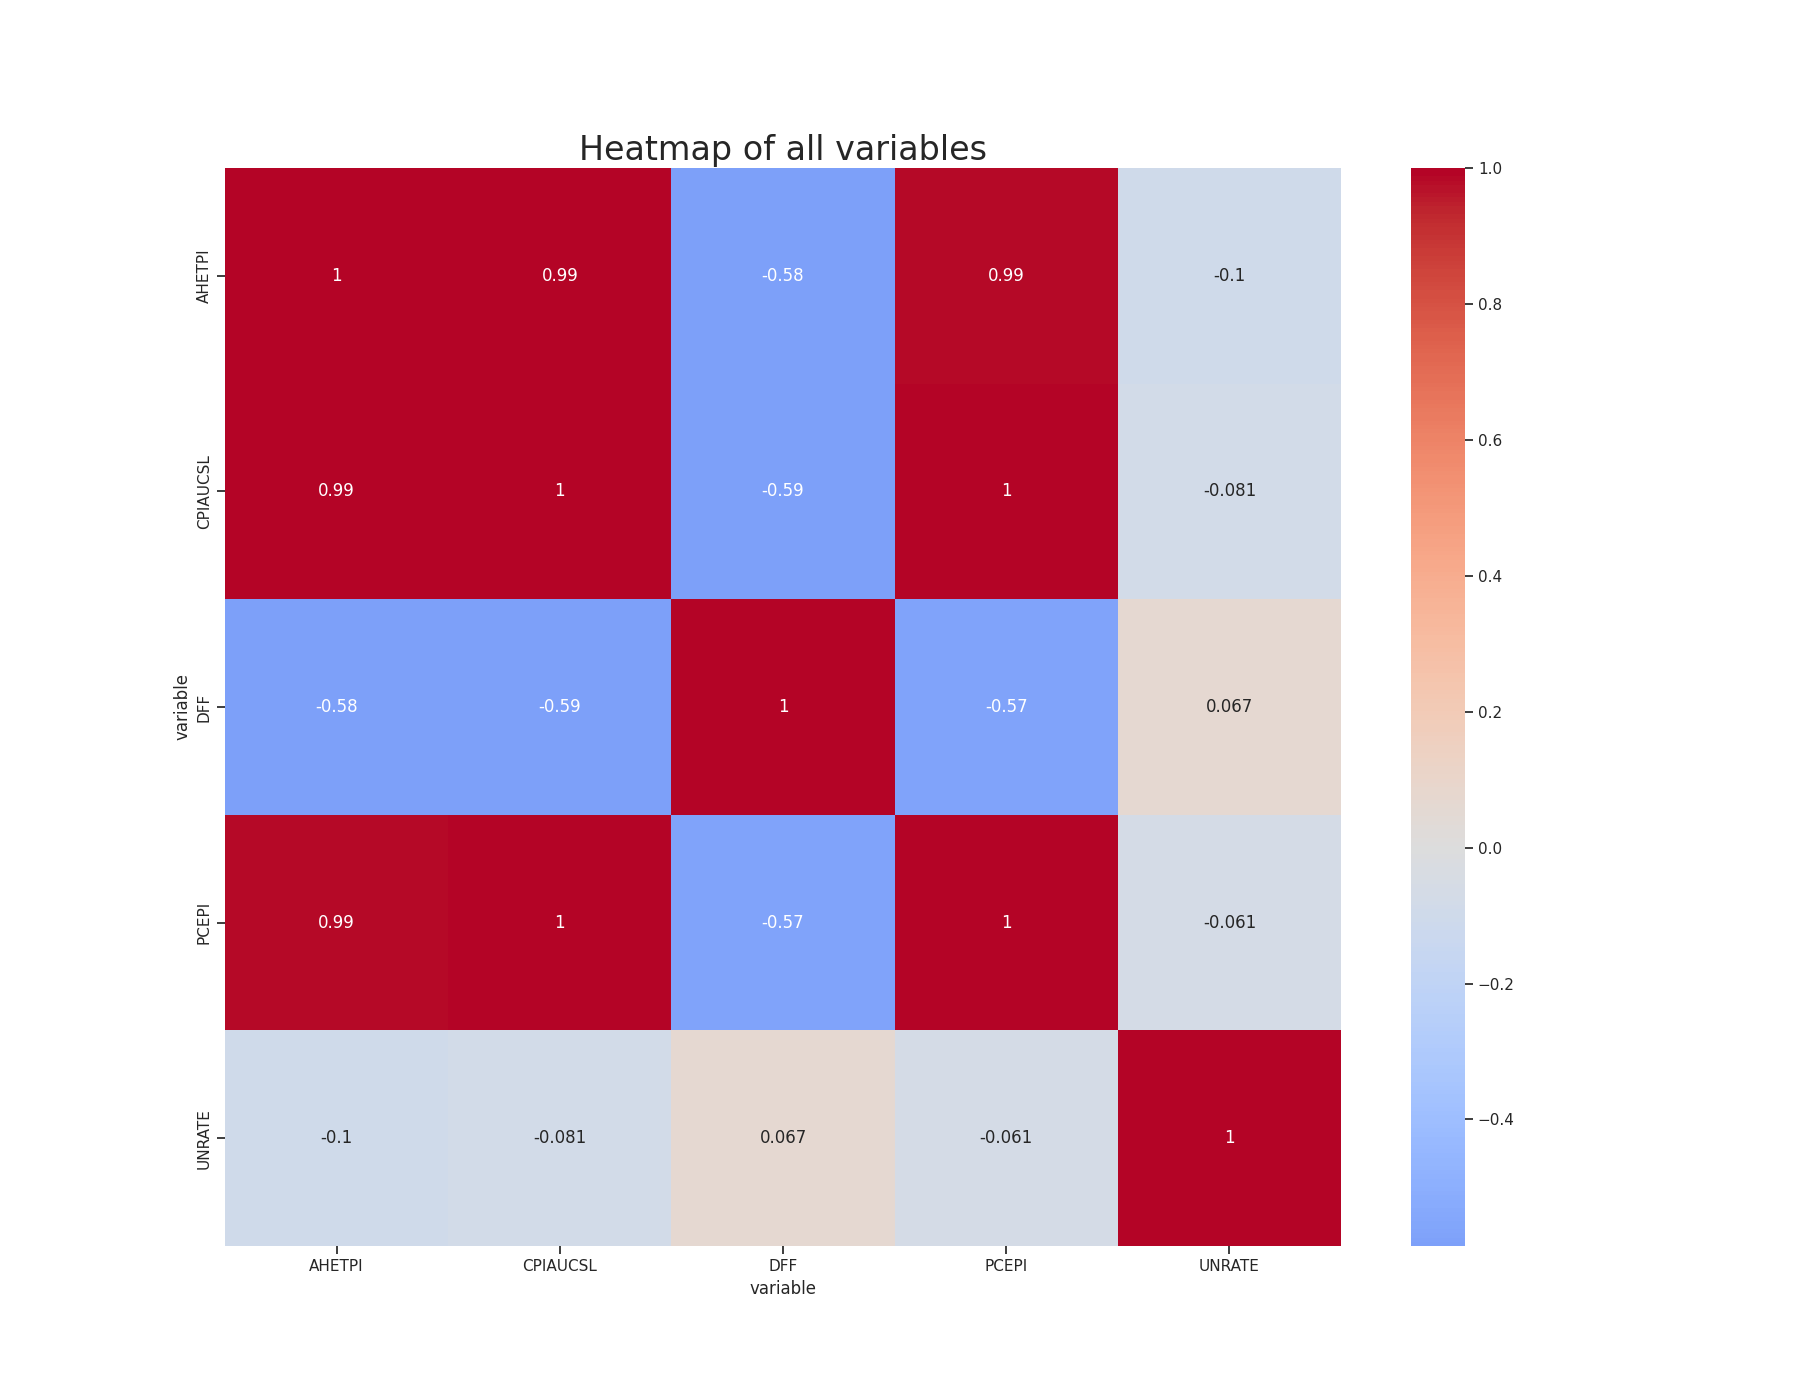 Heatmap of all variables
AHETPI 1 0.99 -0.58 0.99 -0.1
CPIAUCSL 0.99 1 -0.59 1 -0.081
DFF -0.58 -0.59 1 -0.57 0.067
PCEPI 0.99 1 -0.57 1 -0.061
UNRATE -0.1 -0.081 0.067 -0.061 1
variable
AHETPI CPIAUCSL DFF PCEPI UNRATE
variable
1.0
0.8
0.6
0.4
0.2
0.0
−0.2
−0.4